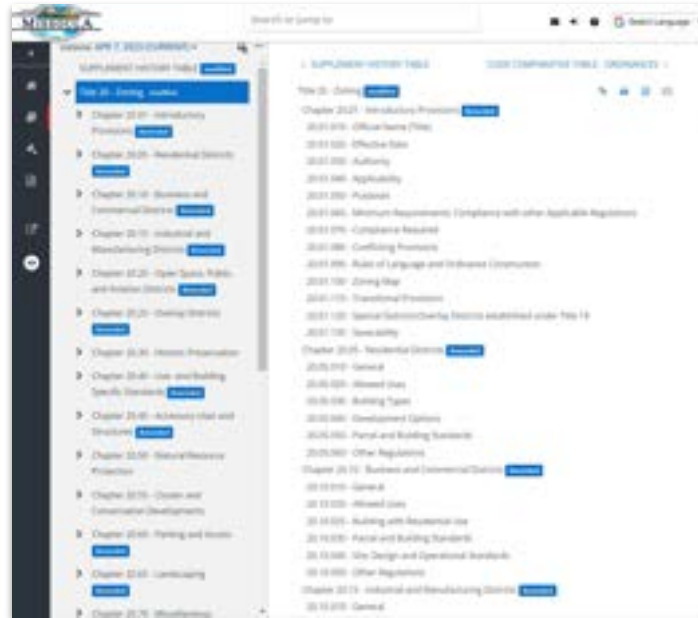 MISSOULA
Search or jump to
Select Language
Version: APR 7, 2023 (CURRENT)
SUPPLEMENT HISTORY TABLE modified
Title 20 - Zoning modified
Chapter 20.01 - Introductory
Provisions
Chapter 20.05 - Residential Districts
Chapter 20.10 - Business and
Commercial Districts
Chapter 20.15 - Industrial and
Manufacturing Districts
Chapter 20.20 - Open Space, Public,
and Aviation Districts
Chapter 20.25 - Overlay Districts
Chapter 20.30 - Historic Preservation
Chapter 20.40 - Use- and Building-
Specific Standards
Chapter 20.45 - Accessory Uses and
Structures
Chapter 20.50 - Natural Resource
Protection
Chapter 20.55 - Cluster and
Conservation Developments
Chapter 20.60 - Parking and Access
Chapter 20.65 - Landscaping
Chapter 20.70 - Miscellaneous
< SUPPLEMENT HISTORY TABLE
CODE COMPARATIVE TABLE - ORDINANCES >
Title 20 - Zoning
Chapter 20.01 - Introductory Provisions
20.01.010 - Official Name (Title)
20.01.020 - Effective Date
20.01.030 - Authority
20.01.040 - Applicability
20.01.050 - Purposes
20.01.060 - Minimum Requirements; Compliance with other Applicable Regulations
20.01.070 - Compliance Required
20.01.080 - Conflicting Provisions
20.01.090 - Rules of Language and Ordinance Construction
20.01.100 - Zoning Map
20.01.110 - Transitional Provisions
20.01.120 - Special Districts/Overlay Districts established under Title 19
20.01.130 - Severability
Chapter 20.05 - Residential Districts
20.05.010 - General
20.05.020 - Allowed Uses
20.05.030 - Building Types
20.05.040 - Development Options
20.05.050 - Parcel and Building Standards
20.05.060 - Other Regulations
Chapter 20.10 - Business and Commercial Districts
20.10.010 - General
20.10.020 - Allowed Uses
20.10.025 - Building with Residential Use
20.10.030 - Parcel and Building Standards
20.10.040 - Site Design and Operational Standards
20.10.050 - Other Regulations
Chapter 20.15 - Industrial and Manufacturing Districts
20.15.010 - General